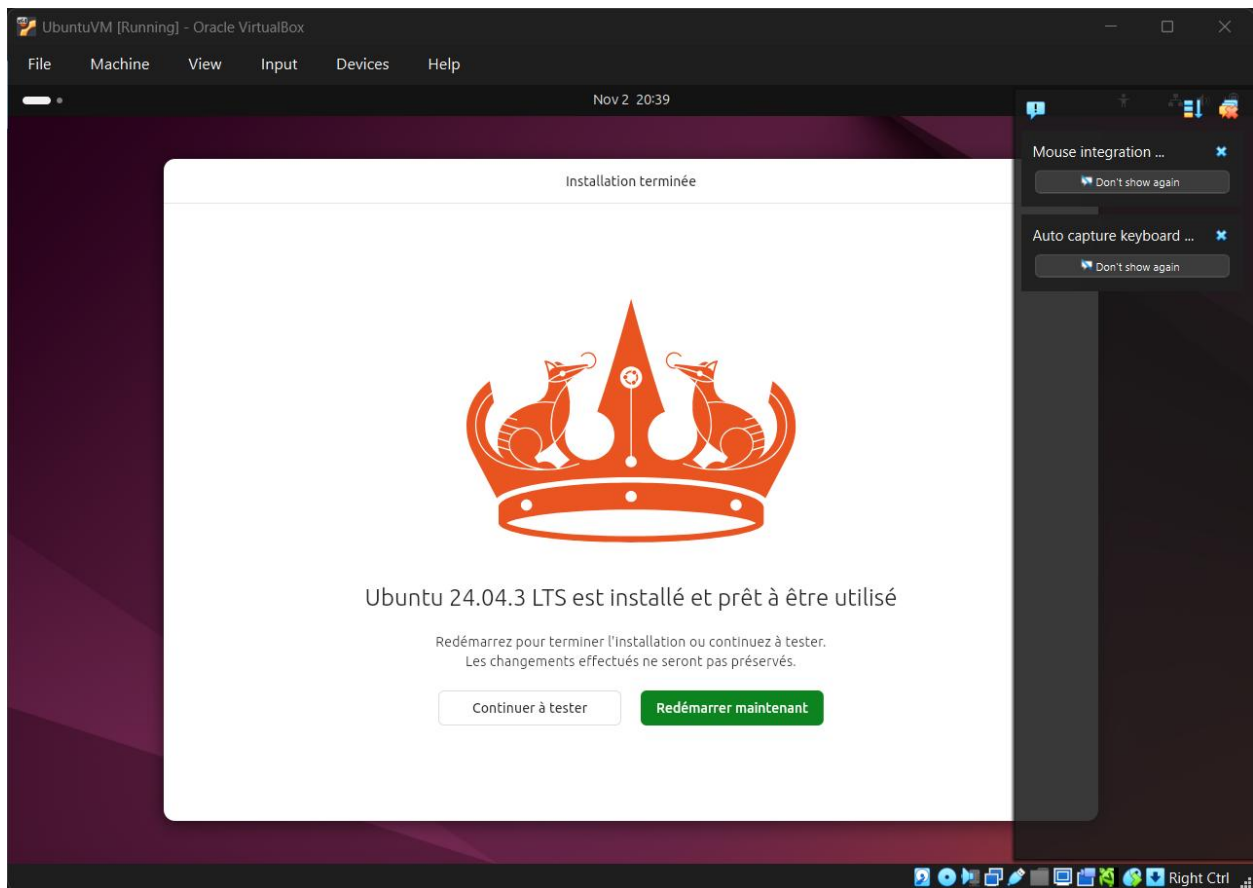 UbuntuVM [Running] - Oracle VirtualBox
File Machine View Input Devices Help
Nov 2 20:39
Installation terminée
Mouse integration ...
Don't show again
Auto capture keyboard ...
Don't show again
Ubuntu 24.04.3 LTS est installé et prêt à être utilisé
Redémarrez pour terminer l'installation ou continuez à tester.
Les changements effectués ne seront pas préservés.
Continuer à tester Redémarrer maintenant
Right Ctrl